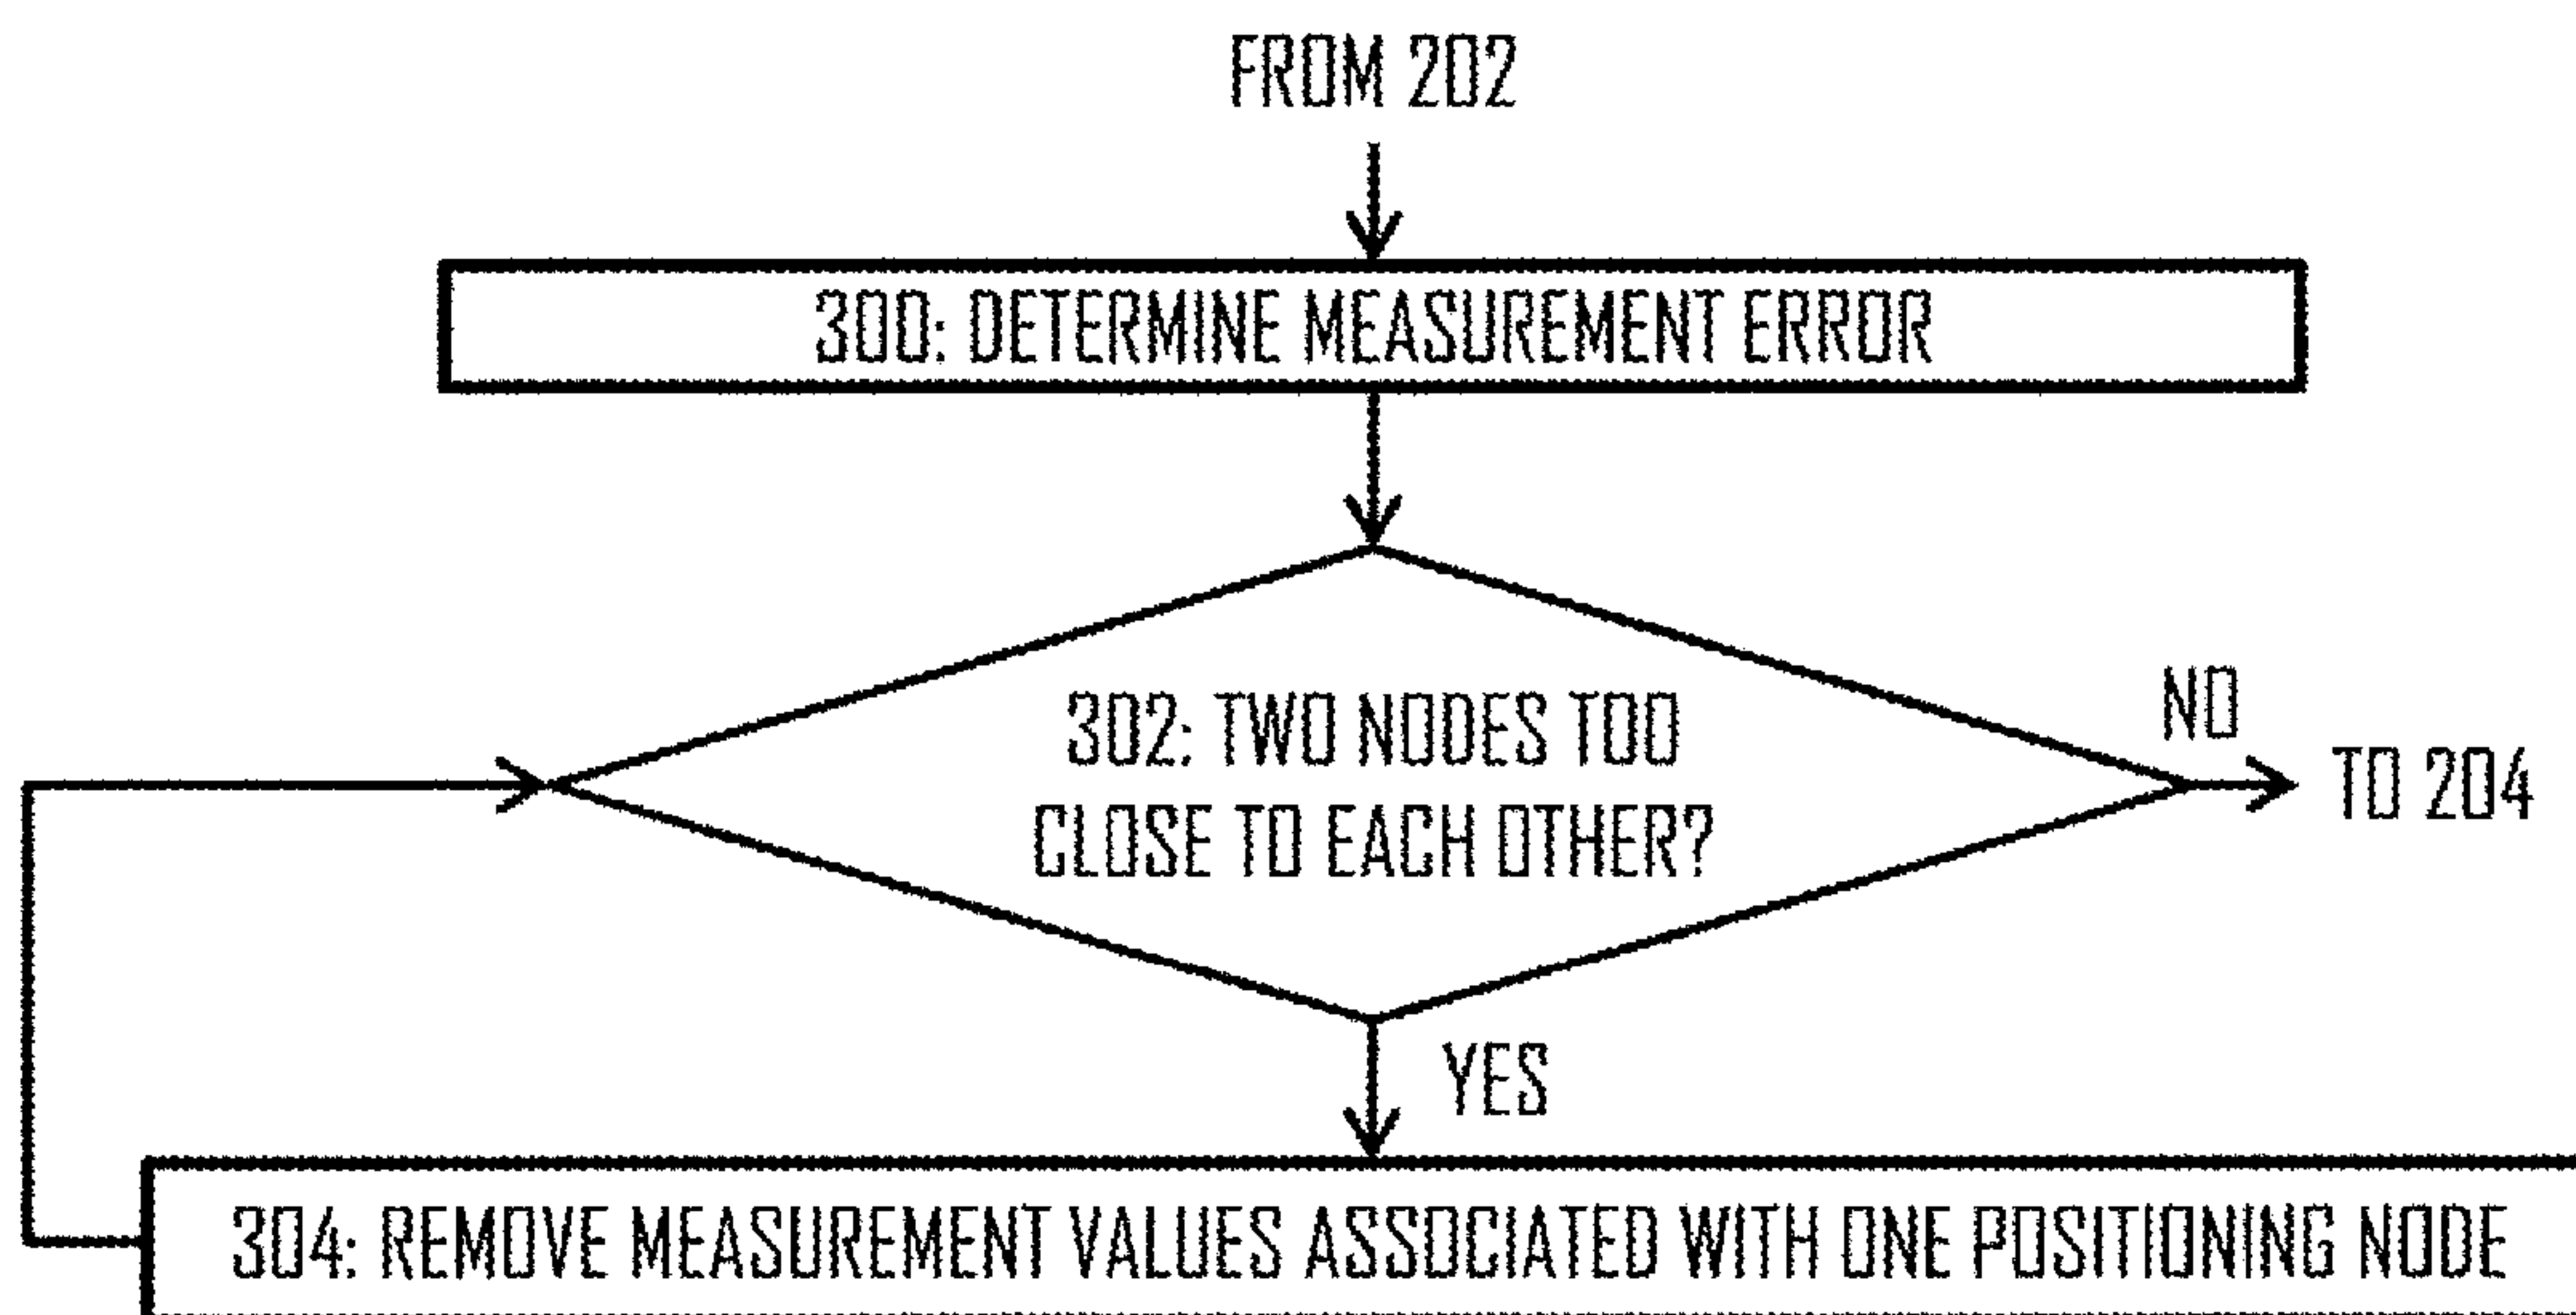 FROM 202
300: DETERMINE MEASUREMENT ERROR
302: TWO NODES TOO
CLOSE TO EACH OTHER?
NO
TO 204
YES
304: REMOVE MEASUREMENT VALUES ASSOCIATED WITH ONE POSITIONING NODE